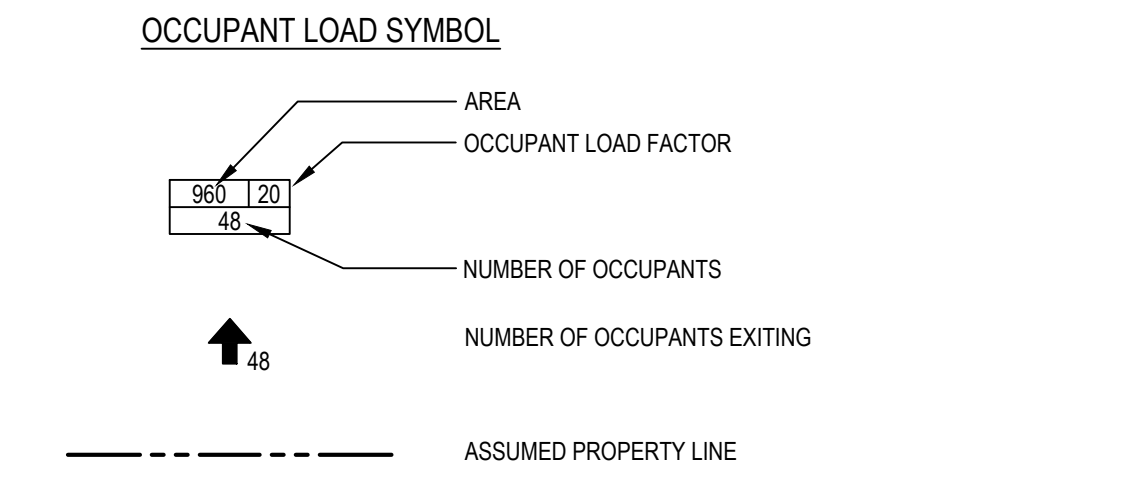 OCCUPANT LOAD SYMBOL
AREA
OCCUPANT LOAD FACTOR
960 20
48
NUMBER OF OCCUPANTS
NUMBER OF OCCUPANTS EXITING
48
ASSUMED PROPERTY LINE